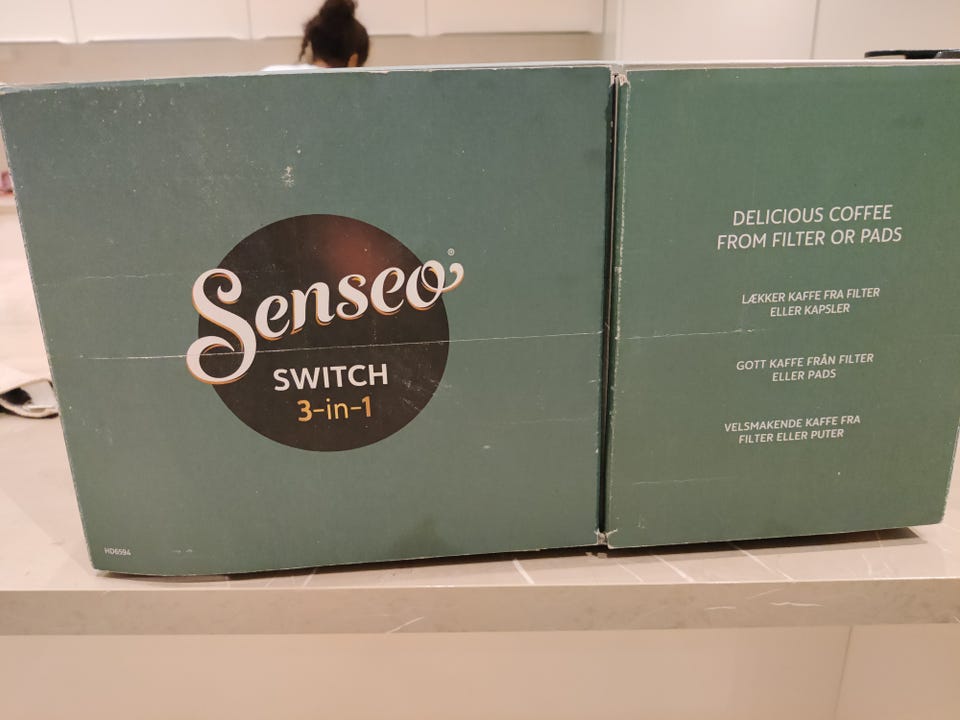 Senseo®
SWITCH
3-in-1
HD6594
DELICIOUS COFFEE
FROM FILTER OR PADS
LÆKKER KAFFE FRA FILTER
ELLER KAPSLER
GOTT KAFFE FRÅN FILTER
ELLER PADS
VELSMAKENDE KAFFE FRA
FILTER ELLER PUTER